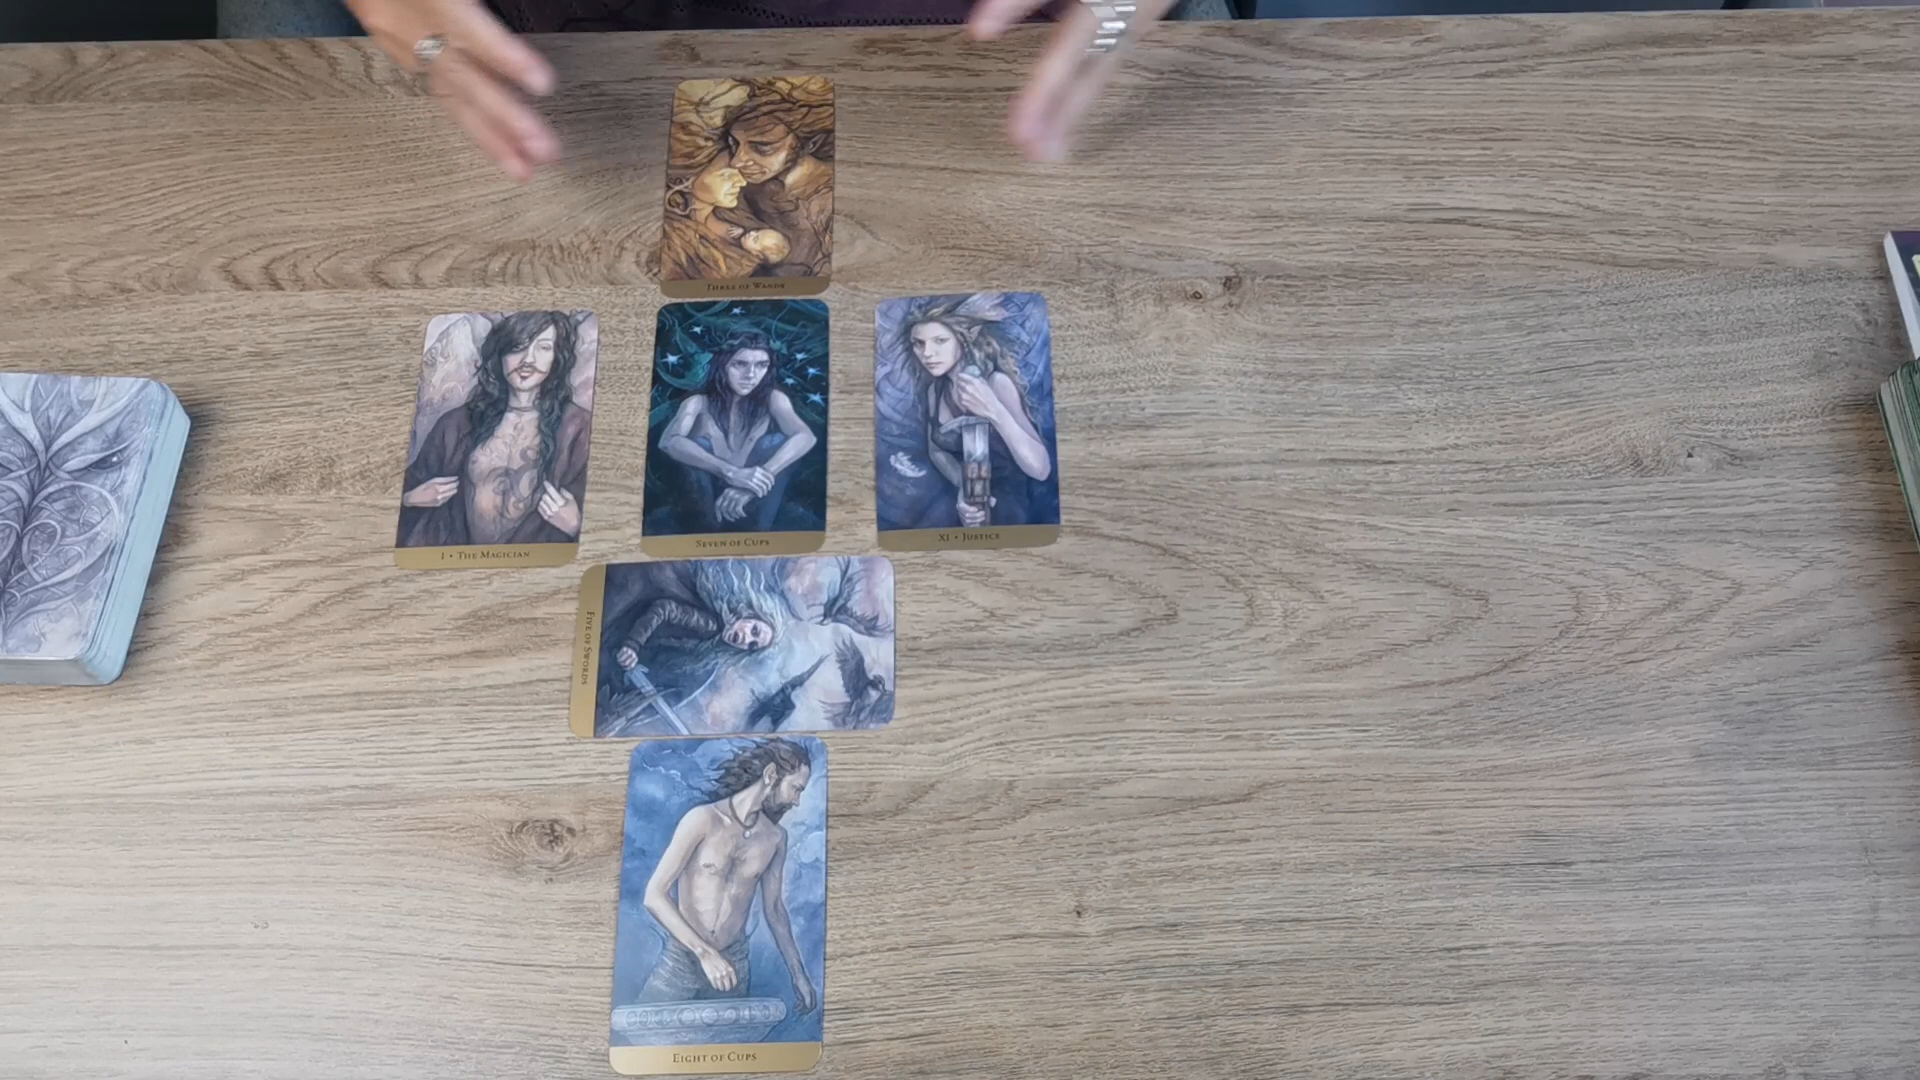 THREE OF WANDS
I • THE MAGICIAN
SEVEN OF CUPS
XI • JUSTICE
FIVE OF SWORDS
EIGHT OF CUPS